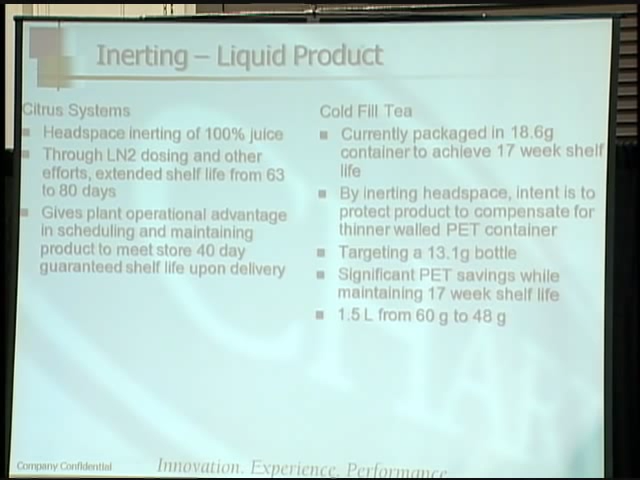 Inerting – Liquid Product
Citrus Systems
Headspace inerting of 100% juice
Through LN2 dosing and other
efforts, extended shelf life from 63
to 80 days
Gives plant operational advantage
in scheduling and maintaining
product to meet store 40 day
guaranteed shelf life upon delivery
Cold Fill Tea
Currently packaged in 18.6g
container to achieve 17 week shelf
life
By inerting headspace, intent is to
protect product to compensate for
thinner walled PET container
Targeting a 13.1g bottle
Significant PET savings while
maintaining 17 week shelf life
1.5 L from 60 g to 48 g
Company Confidential
Innovation. Experience. Performance